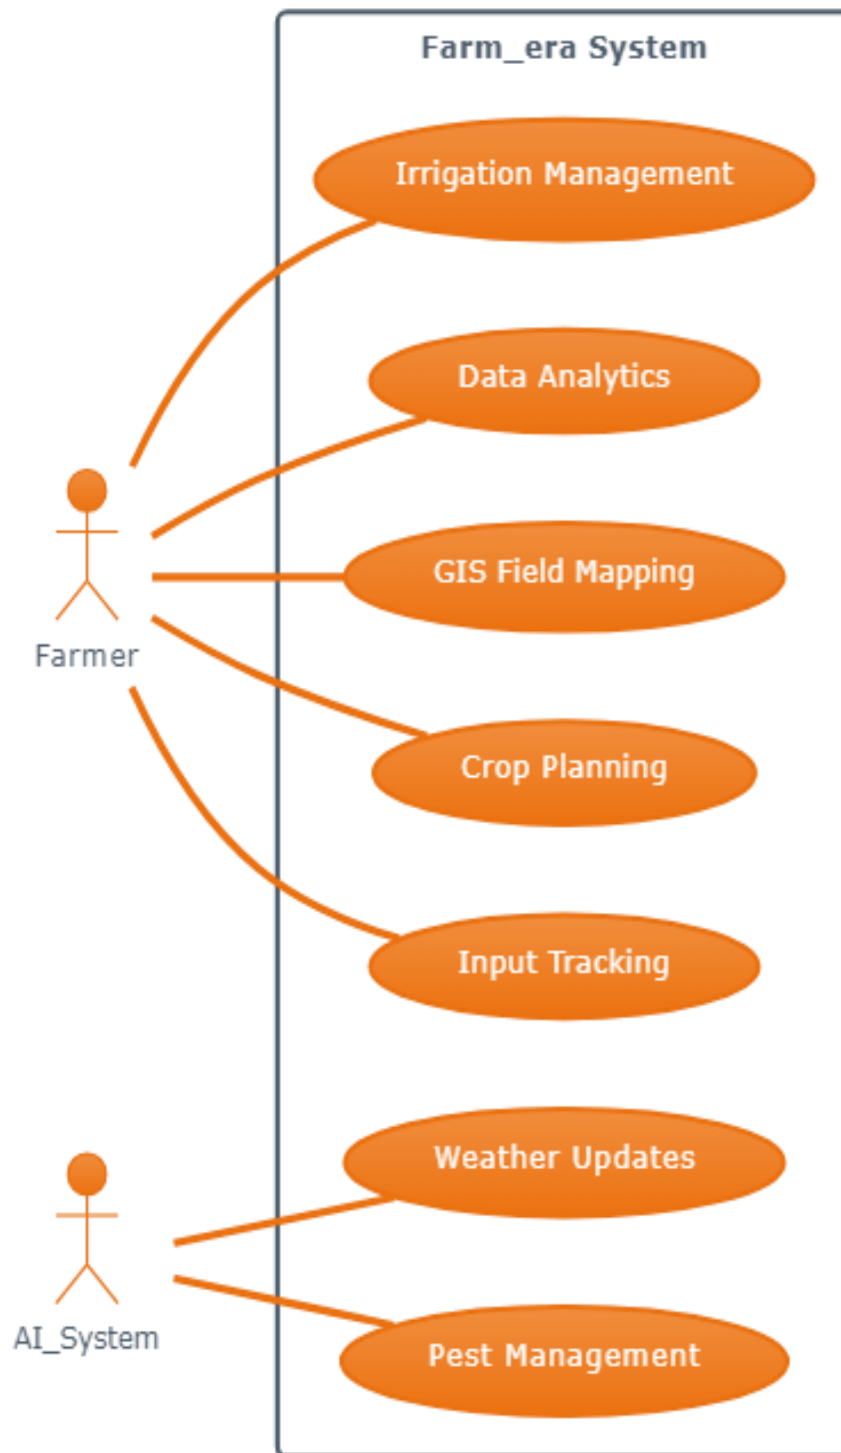 Farm_era System
Irrigation Management
Data Analytics
GIS Field Mapping
Farmer
Crop Planning
Input Tracking
Weather Updates
AI_System
Pest Management